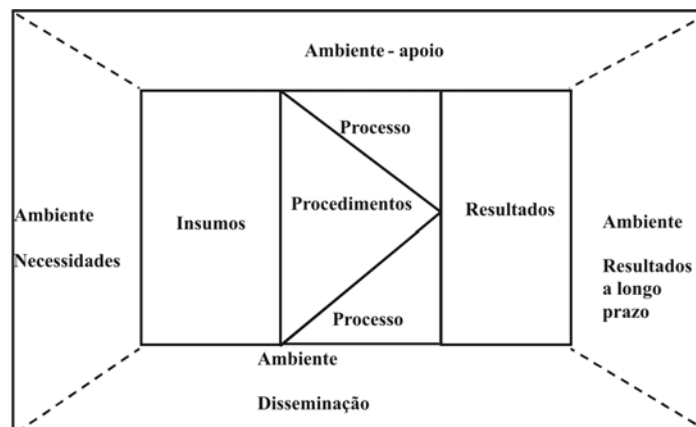 Ambiente - apoio
Processo
Ambiente
Necessidades
Insumos
Procedimentos
Resultados
Ambiente
Resultados
a longo
prazo
Processo
Ambiente
Disseminação